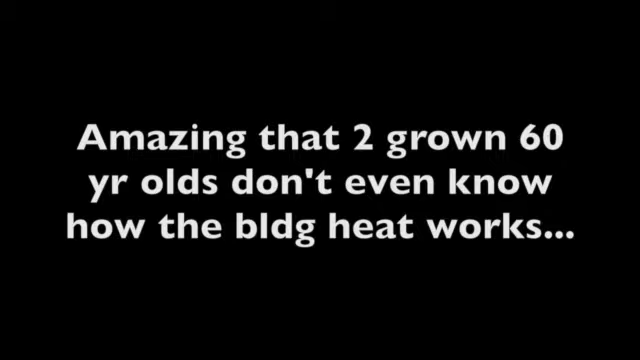 Amazing that 2 grown 60
yr olds don't even know
how the bldg heat works...